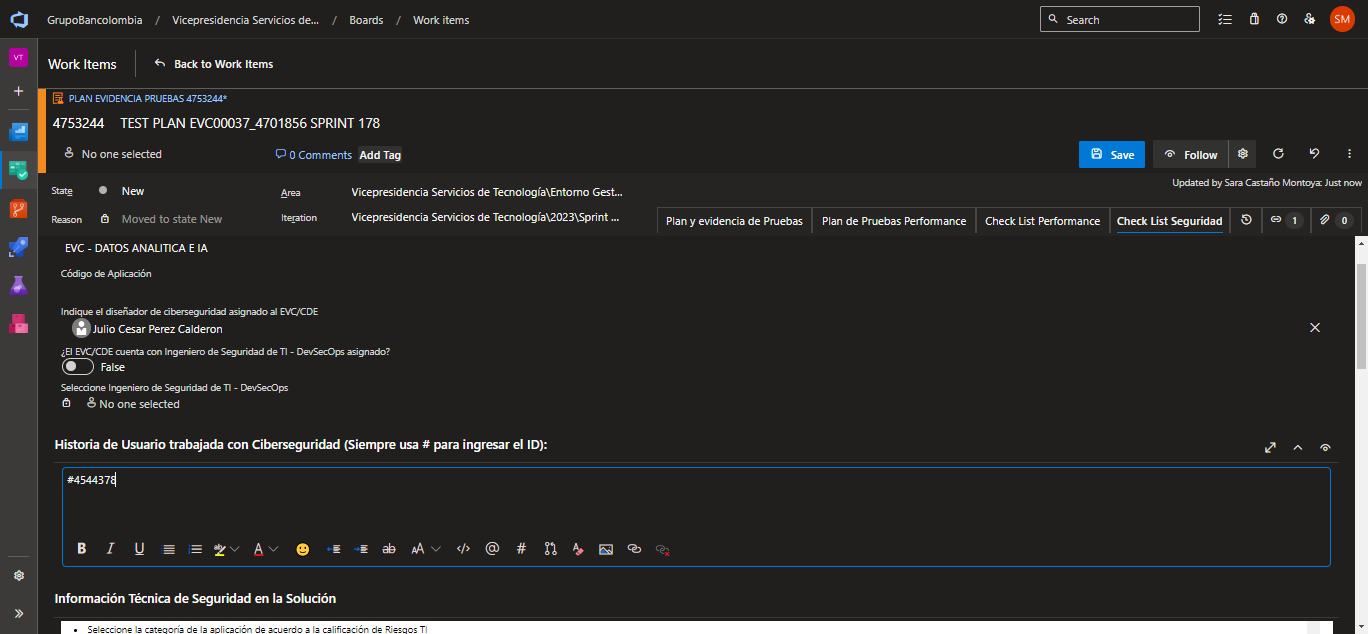 GrupoBancolombia / Vicepresidencia Servicios de... / Boards / Work items
Search
SM
VT
Work Items
Back to Work Items
PLAN EVIDENCIA PRUEBAS 4753244*
4753244 TEST PLAN EVC00037_4701856 SPRINT 178
No one selected
0 Comments
Add Tag
Save
Follow
Updated by Sara Castaño Montoya: Just now
State
New
Area
Vicepresidencia Servicios de Tecnología\Entorno Gest...
Reason
Moved to state New
Iteration
Vicepresidencia Servicios de Tecnología\2023\Sprint ...
Plan y evidencia de Pruebas
Plan de Pruebas Performance
Check List Performance
Check List Seguridad
1
0
EVC - DATOS ANALITICA E IA
Código de Aplicación
Indique el diseñador de ciberseguridad asignado al EVC/CDE
Julio Cesar Perez Calderon
¿El EVC/CDE cuenta con Ingeniero de Seguridad de TI - DevSecOps asignado?
False
Seleccione Ingeniero de Seguridad de TI - DevSecOps
No one selected
Historia de Usuario trabajada con Ciberseguridad (Siempre usa # para ingresar el ID):
#4544378
B I U A ab AA </> @ # A
Información Técnica de Seguridad en la Solución
• Seleccione la categoría de la aplicación de acuerdo a la calificación de Riesgos TI